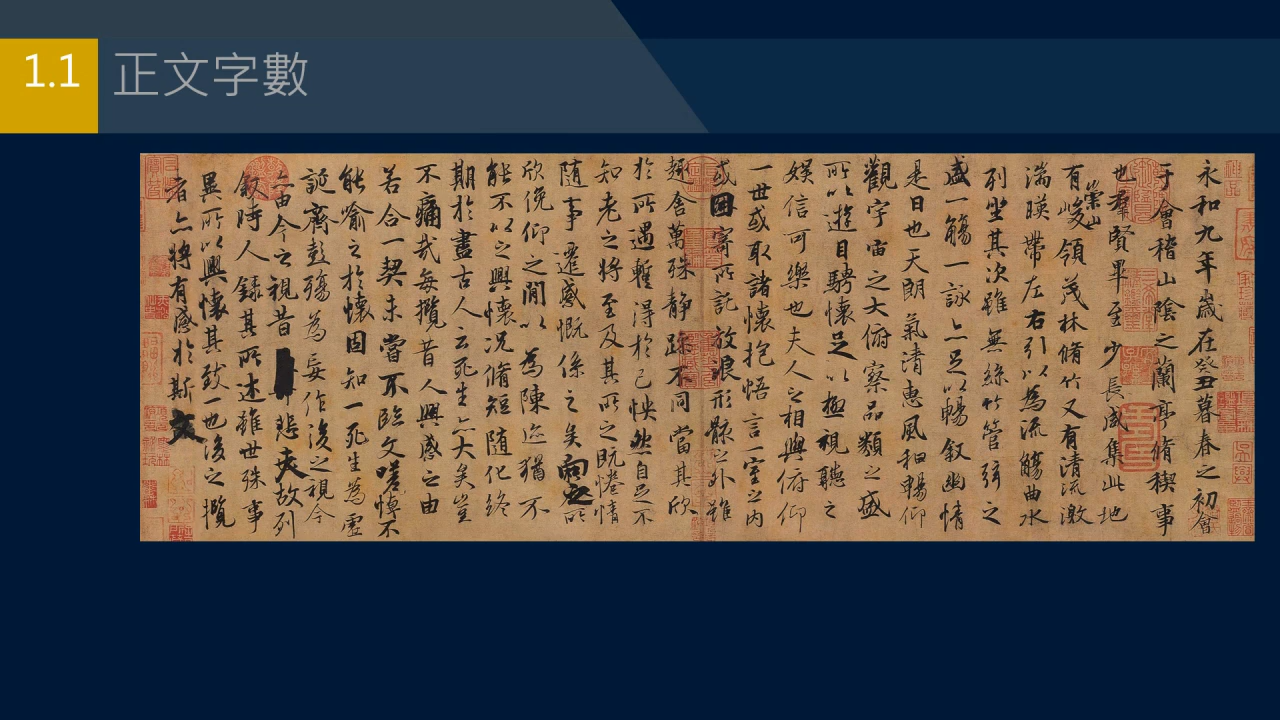 1.1 正文字數
永和九年歲在癸丑暮春之初會
于會稽山陰之蘭亭脩稧事
也羣賢畢至少長咸集此地
有崇山峻領茂林脩竹又有清流激
湍暎帶左右引以為流觴曲水
列坐其次雖無絲竹管弦之
盛一觴一詠亦足以暢敘幽情
是日也天朗氣清惠風和暢仰
觀宇宙之大俯察品類之盛
所以遊目騁懷足以極視聽之
娛信可樂也夫人之相與俯仰
一世或取諸懷抱悟言一室之內
或因寄所託放浪形骸之外雖
趣舍萬殊靜躁不同當其欣
於所遇蹔得於己怏然自足不
知老之將至及其所之既惓情
隨事遷感慨係之矣向之所
欣俛仰之閒以為陳迹猶不
能不以之興懷況脩短隨化終
期於盡古人云死生亦大矣豈
不痛哉每攬昔人興感之由
若合一契未嘗不臨文嗟悼不
能喻之於懷固知一死生為虛
誕齊彭殤為妄作後之視今
亦由今之視昔悲夫故列
敘時人錄其所述雖世殊事
異所以興懷其致一也後之攬
者亦將有感於斯文